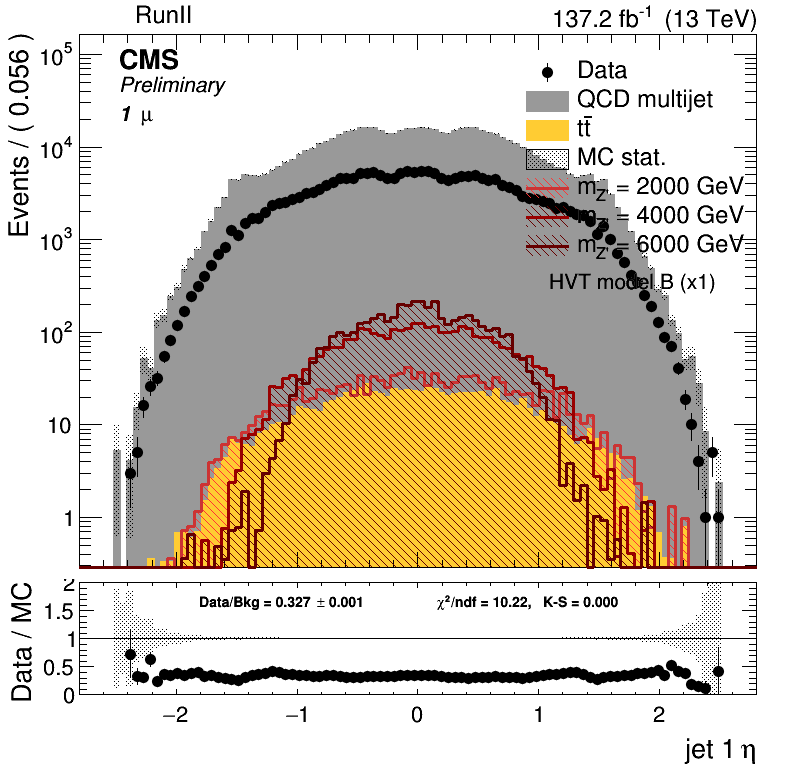 RunII 137.2 fb⁻¹ (13 TeV)
CMS
Preliminary
1 μ
Data
QCD multijet
tt̄
MC stat.
m_Z' = 2000 GeV
m_Z' = 4000 GeV
m_Z' = 6000 GeV
HVT model B (x1)
Events / ( 0.056 )
10⁵
10⁴
10³
10²
10
1
Data/Bkg = 0.327 ± 0.001 χ²/ndf = 10.22, K-S = 0.000
Data / MC
2
1.5
1
0.5
0
−2 −1 0 1 2
jet 1 η